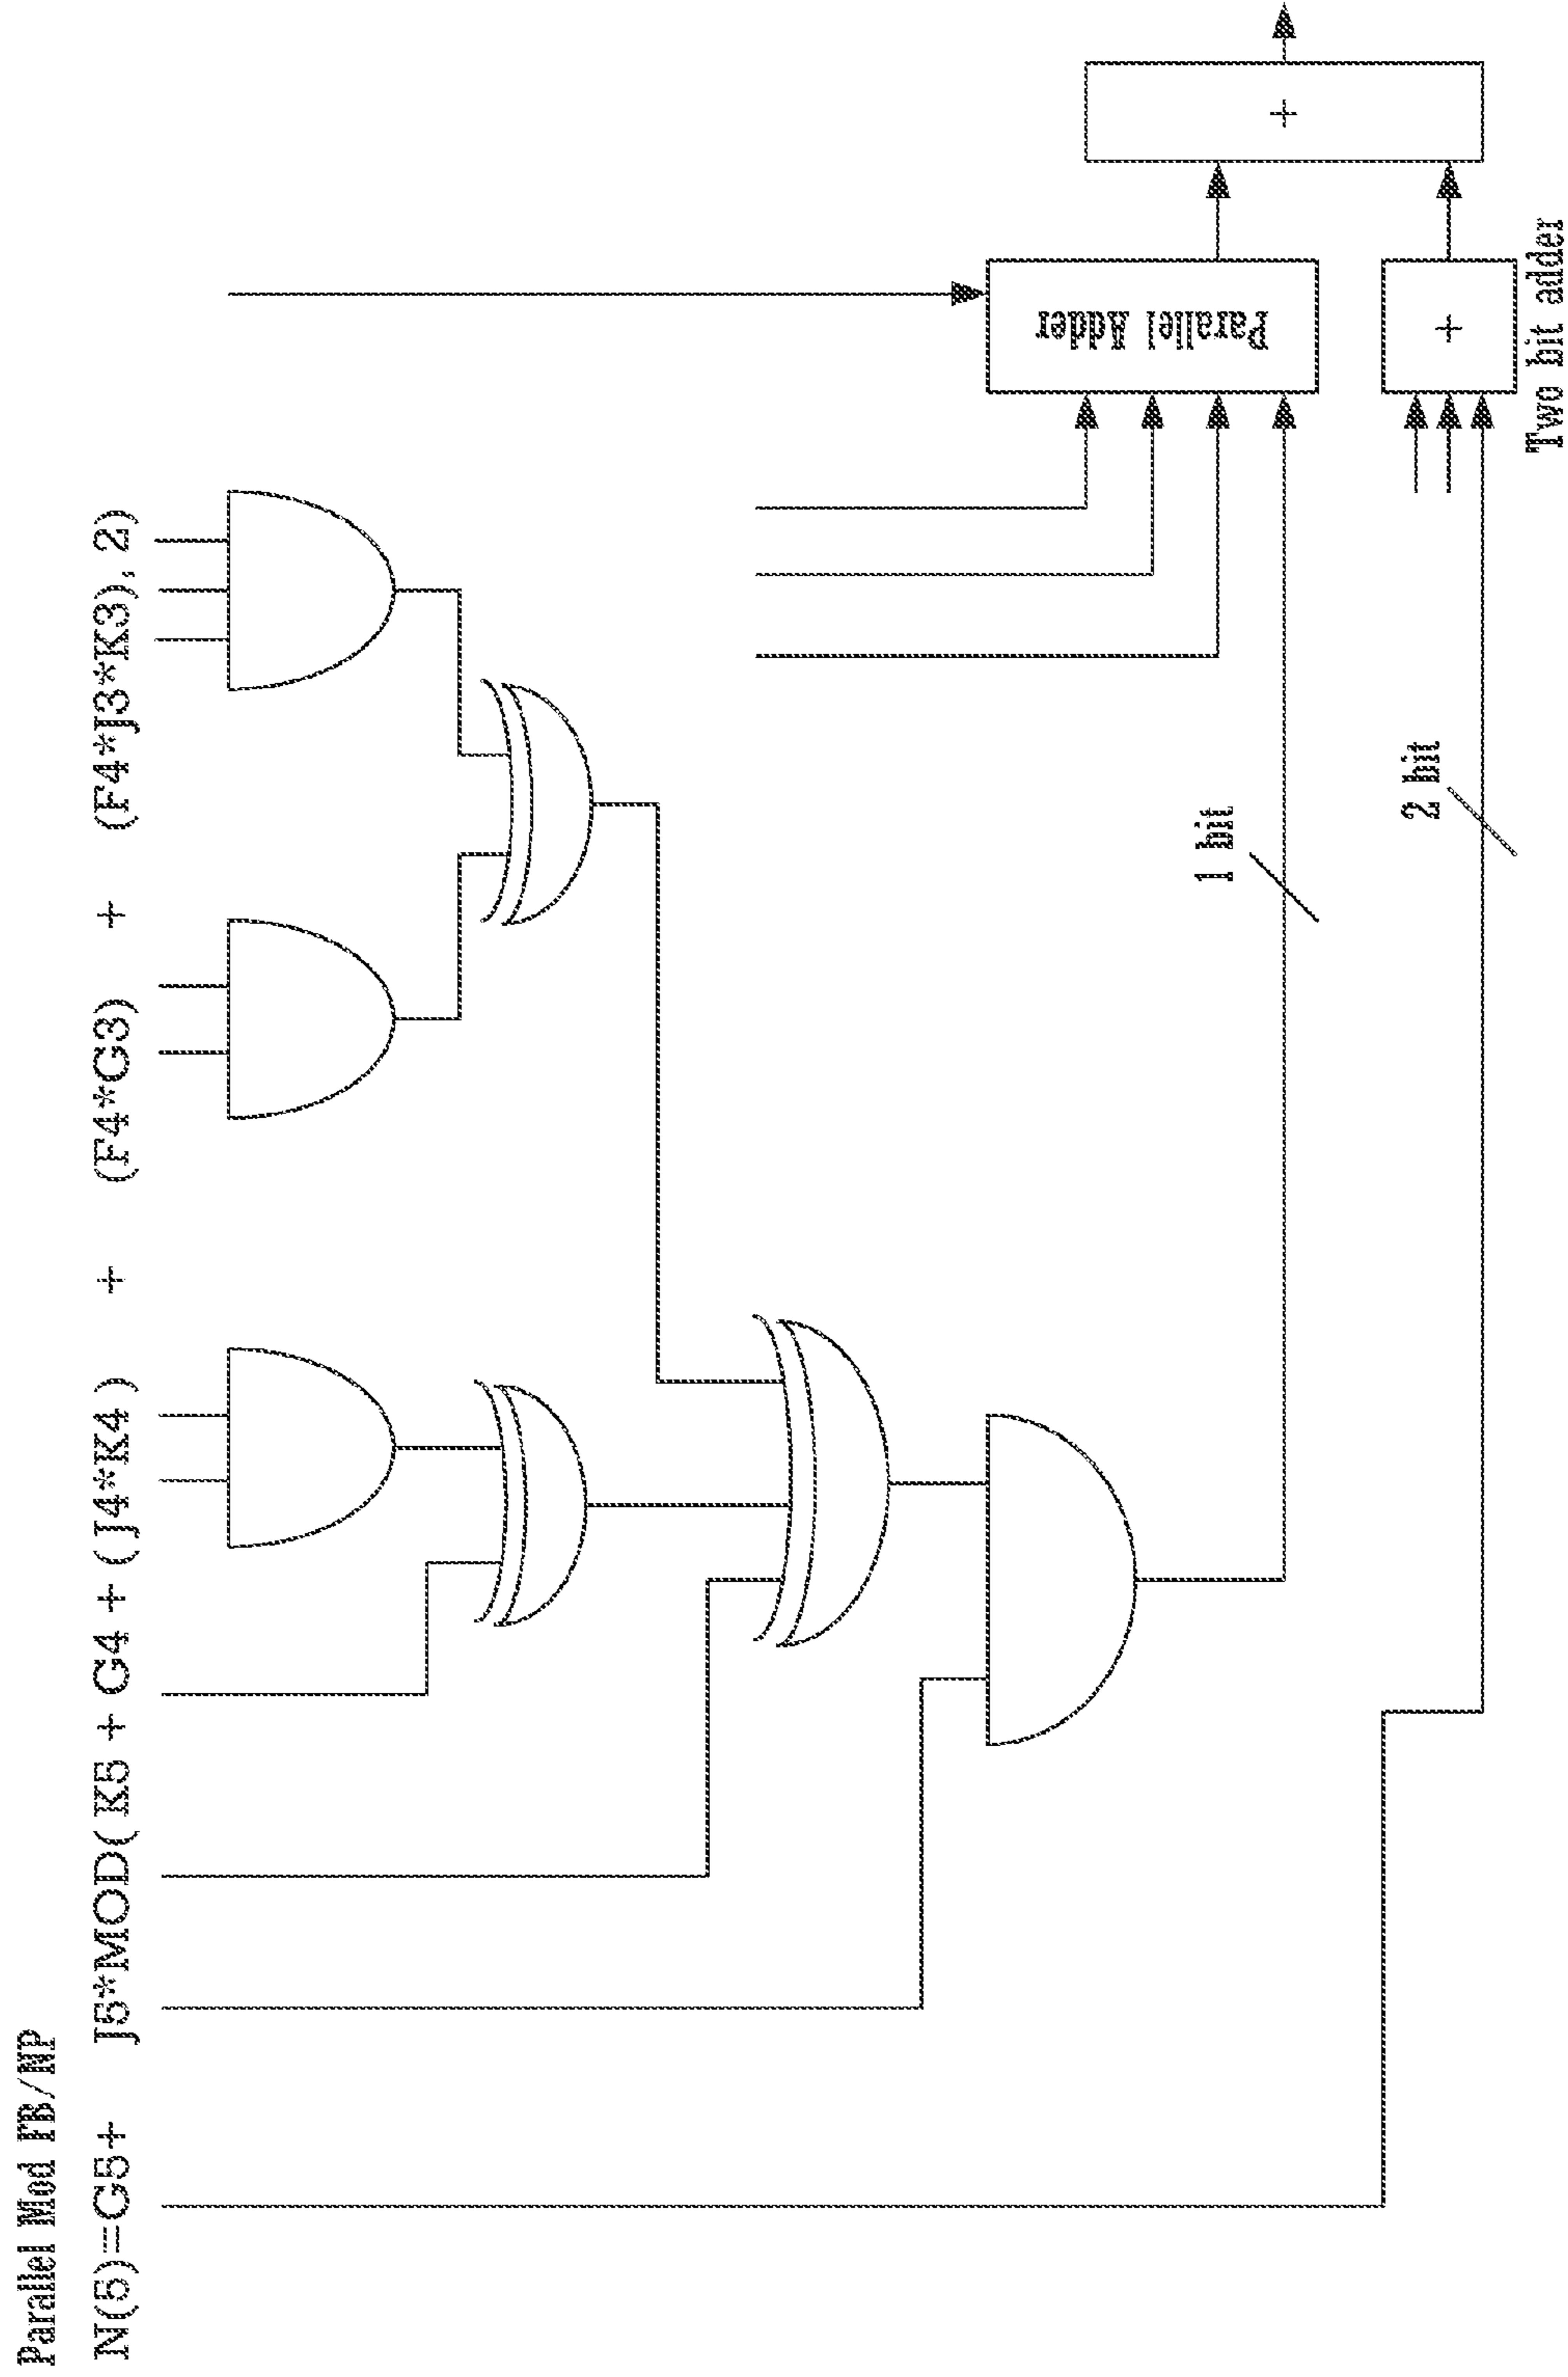 Parallel Mod FB/NP
N(5)=G5+ J5*MOD( K5 + G4 + ( J4*K4 ) + (F4*G3) + (F4*J3*K3), 2)
1 bit
2 bit
Parallel Adder
+
+
Two bit adder